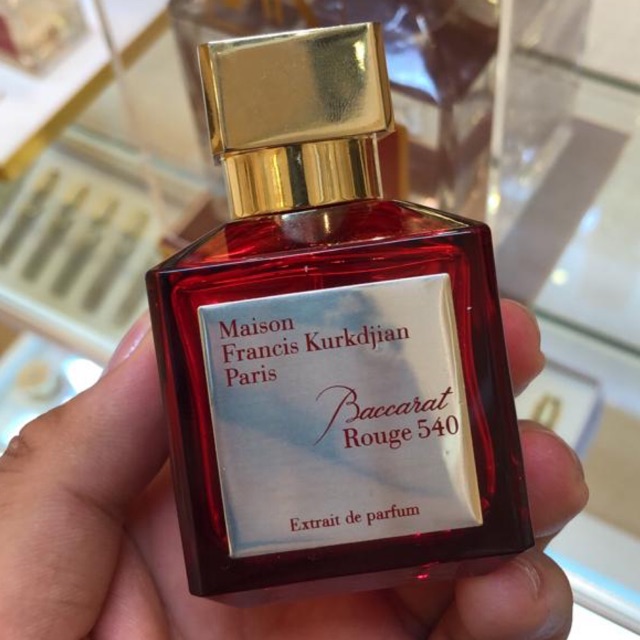 Maison
Francis Kurkdjian
Paris
Baccarat
Rouge 540
Extrait de parfum